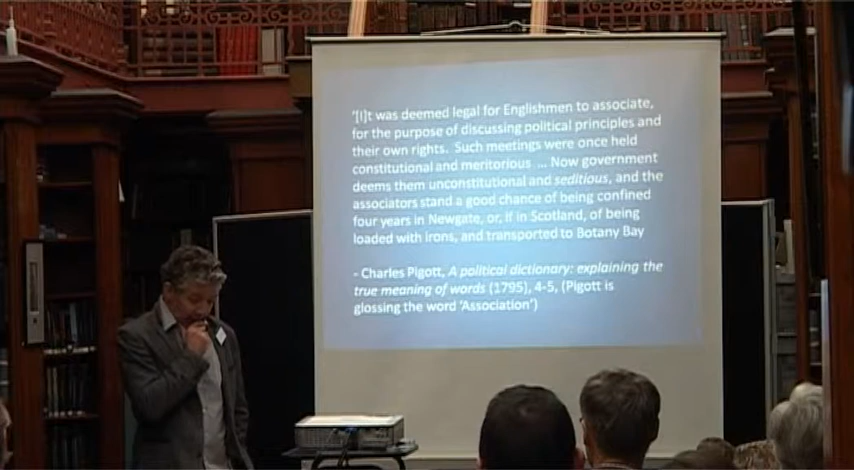 '[I]t was deemed legal for Englishmen to associate,
for the purpose of discussing political principles and
their own rights. Such meetings were once held
constitutional and meritorious ... Now government
deems them unconstitutional and seditious, and the
associators stand a good chance of being confined
four years in Newgate, or, if in Scotland, of being
loaded with irons, and transported to Botany Bay
- Charles Pigott, A political dictionary: explaining the
true meaning of words (1795), 4-5, (Pigott is
glossing the word 'Association')